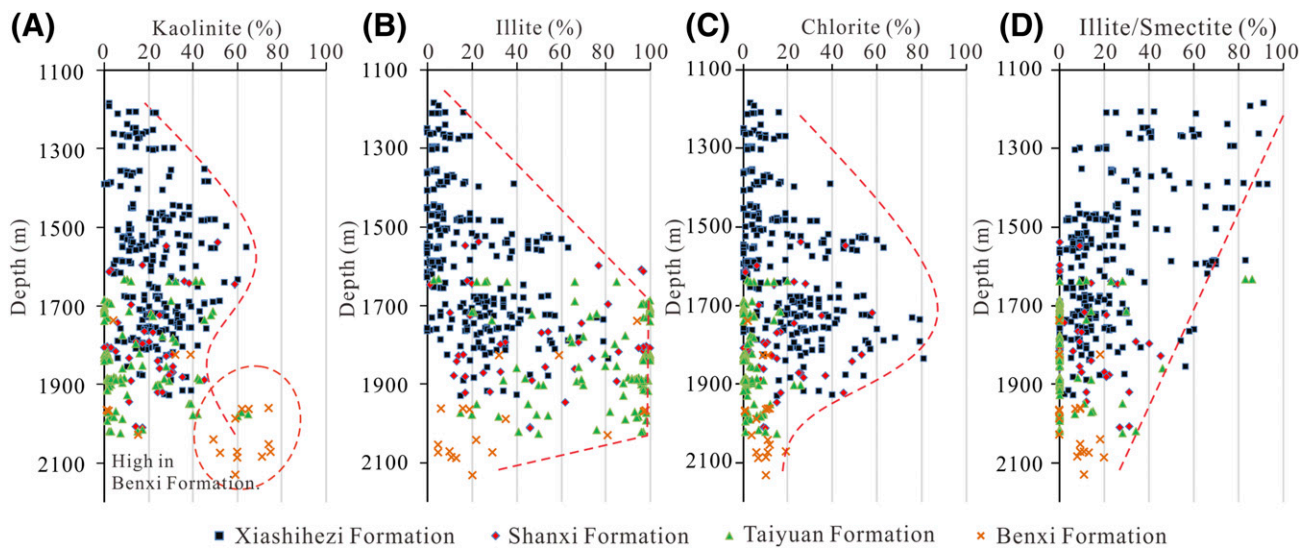 (A) Kaolinite (%)
0 20 40 60 80 100
Depth (m)
1100
1300
1500
1700
1900
2100
High in
Benxi Formation
(B) Illite (%)
0 20 40 60 80 100
Depth (m)
1100
1300
1500
1700
1900
2100
(C) Chlorite (%)
0 20 40 60 80 100
Depth (m)
1100
1300
1500
1700
1900
2100
(D) Illite/Smectite (%)
0 20 40 60 80 100
Depth (m)
1100
1300
1500
1700
1900
2100
Xiashihezi Formation Shanxi Formation Taiyuan Formation Benxi Formation